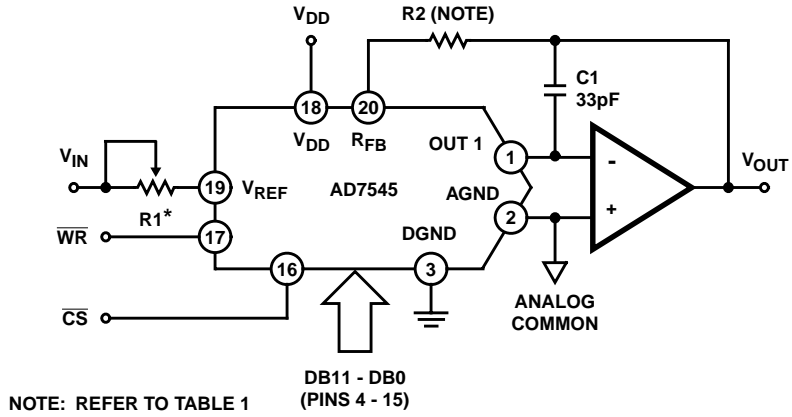 VDD
R2 (NOTE)
C1
33pF
18
20
VDD
RFB
OUT 1
1
-
VIN
VOUT
19
VREF
AD7545
R1*
AGND
2
+
WR
17
DGND
16
3
ANALOG
COMMON
CS
DB11 - DB0
(PINS 4 - 15)
NOTE: REFER TO TABLE 1